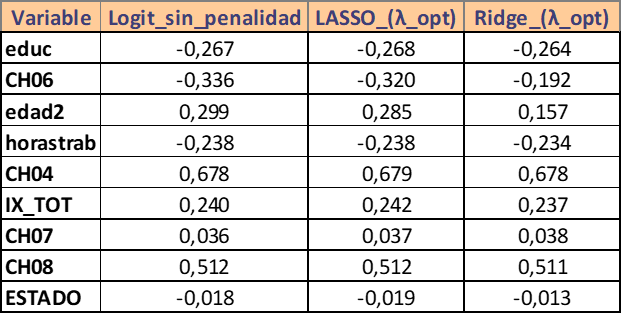 Variable Logit_sin_penalidad LASSO_(λ_opt) Ridge_(λ_opt)
educ -0,267 -0,268 -0,264
CH06 -0,336 -0,320 -0,192
edad2 0,299 0,285 0,157
horastrab -0,238 -0,238 -0,234
CH04 0,678 0,679 0,678
IX_TOT 0,240 0,242 0,237
CH07 0,036 0,037 0,038
CH08 0,512 0,512 0,511
ESTADO -0,018 -0,019 -0,013